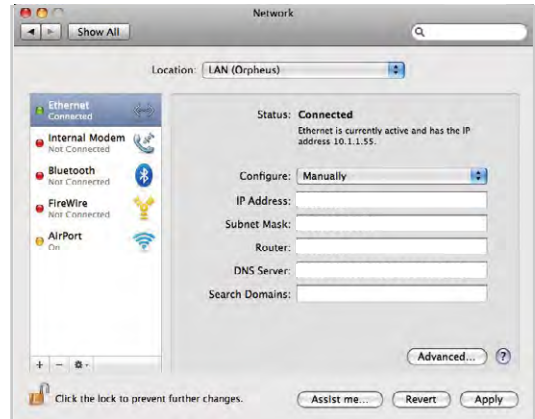 Network
Show All
Location: LAN (Orpheus)
Ethernet
Connected
Internal Modem
Not Connected
Bluetooth
Not Connected
FireWire
Not Connected
AirPort
On
Status: Connected
Ethernet is currently active and has the IP
address 10.1.1.55.
Configure: Manually
IP Address:
Subnet Mask:
Router:
DNS Server:
Search Domains:
Advanced... ?
+ –
Click the lock to prevent further changes.
Assist me... Revert Apply